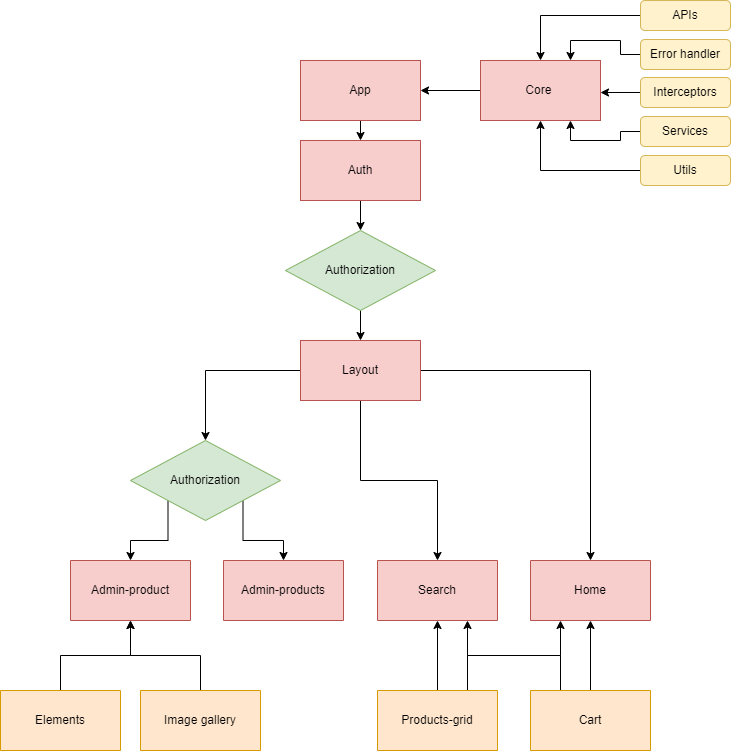 APIs
Error handler
App
Core
Interceptors
Services
Auth
Utils
Authorization
Layout
Authorization
Admin-product
Admin-products
Search
Home
Elements
Image gallery
Products-grid
Cart